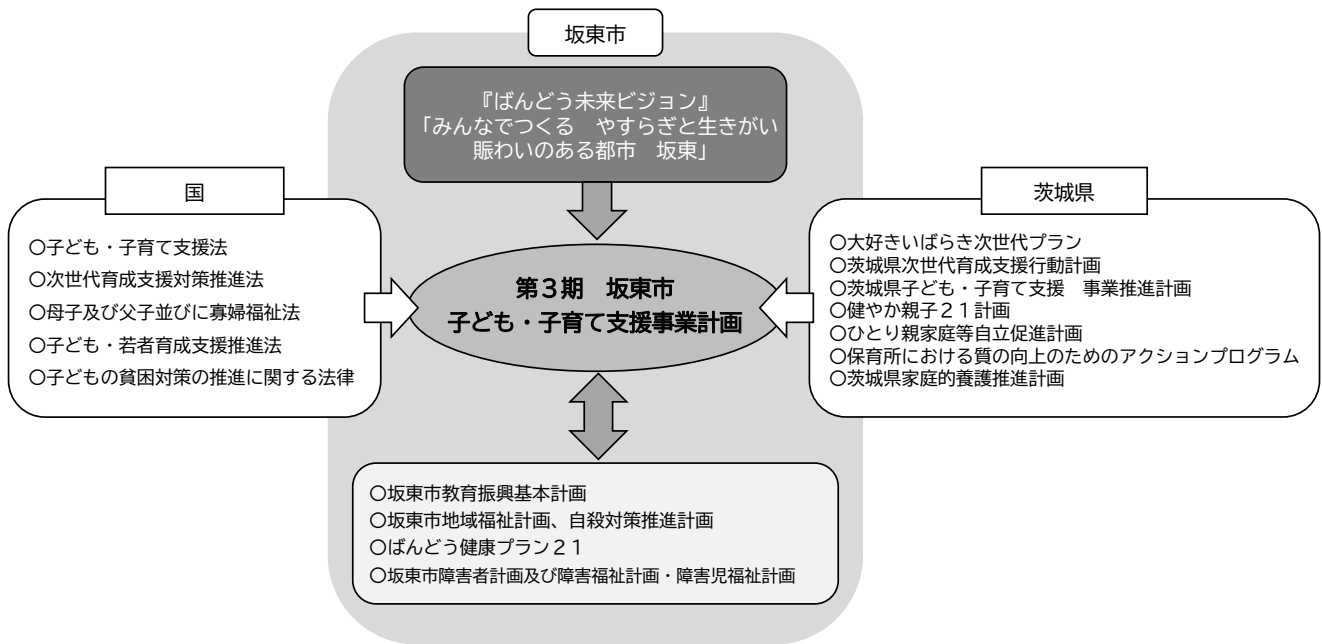 坂東市
『ばんどう未来ビジョン』
「みんなでつくる　やすらぎと生きがい
賑わいのある都市　坂東」
国
○子ども・子育て支援法
○次世代育成支援対策推進法
○母子及び父子並びに寡婦福祉法
○子ども・若者育成支援推進法
○子どもの貧困対策の推進に関する法律
第３期　坂東市
子ども・子育て支援事業計画
茨城県
○大好きいばらき次世代プラン
○茨城県次世代育成支援行動計画
○茨城県子ども・子育て支援　事業推進計画
○健やか親子２１計画
○ひとり親家庭等自立促進計画
○保育所における質の向上のためのアクションプログラム
○茨城県家庭的養護推進計画
○坂東市教育振興基本計画
○坂東市地域福祉計画、自殺対策推進計画
○ばんどう健康プラン２１
○坂東市障害者計画及び障害福祉計画・障害児福祉計画